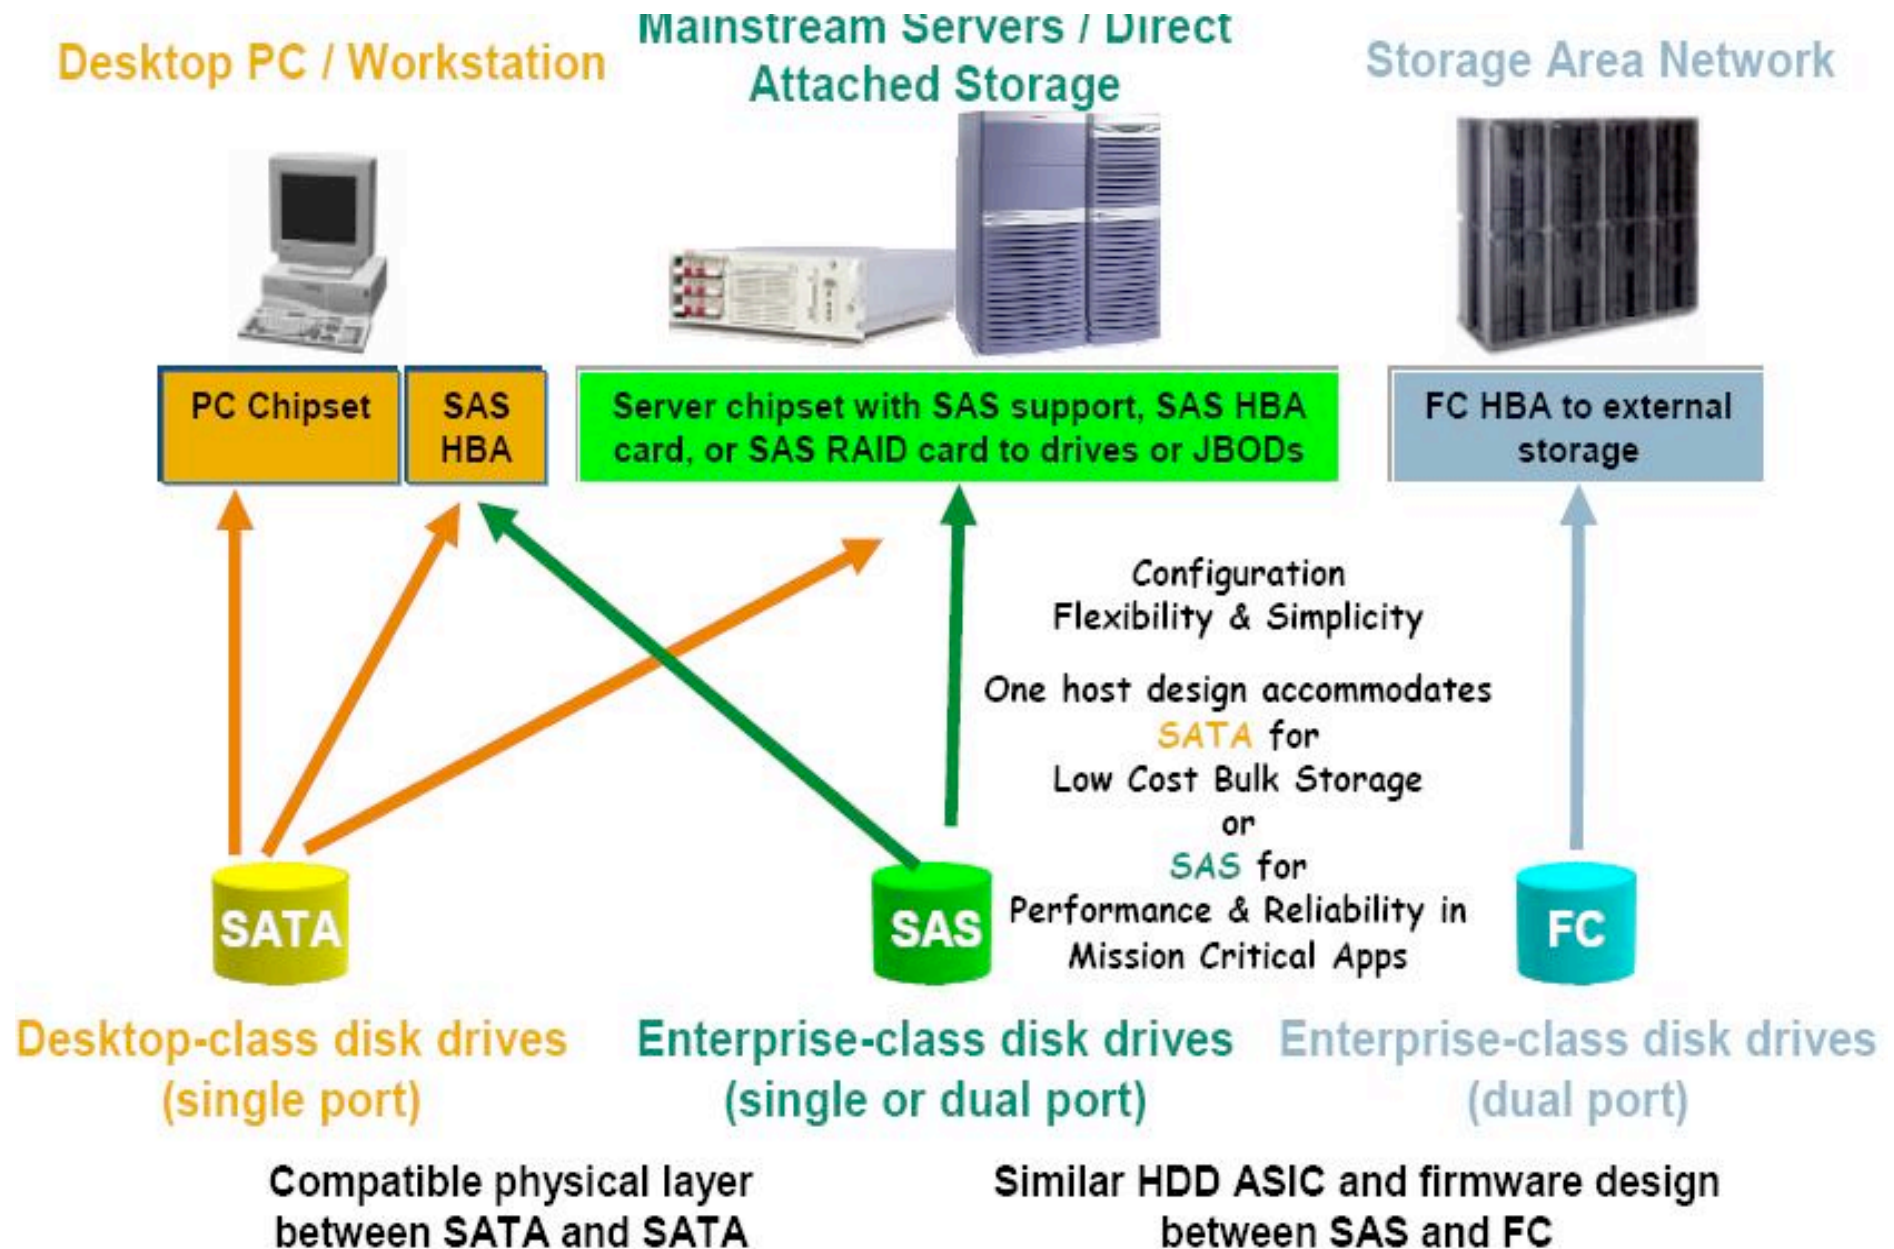 Desktop PC / Workstation
Mainstream Servers / Direct
Attached Storage
Storage Area Network
PC Chipset
SAS
HBA
Server chipset with SAS support, SAS HBA
card, or SAS RAID card to drives or JBODs
FC HBA to external
storage
Configuration
Flexibility & Simplicity
One host design accommodates
SATA for
Low Cost Bulk Storage
or
SAS for
Performance & Reliability in
Mission Critical Apps
SATA
SAS
FC
Desktop-class disk drives
(single port)
Enterprise-class disk drives
(single or dual port)
Enterprise-class disk drives
(dual port)
Compatible physical layer
between SATA and SATA
Similar HDD ASIC and firmware design
between SAS and FC